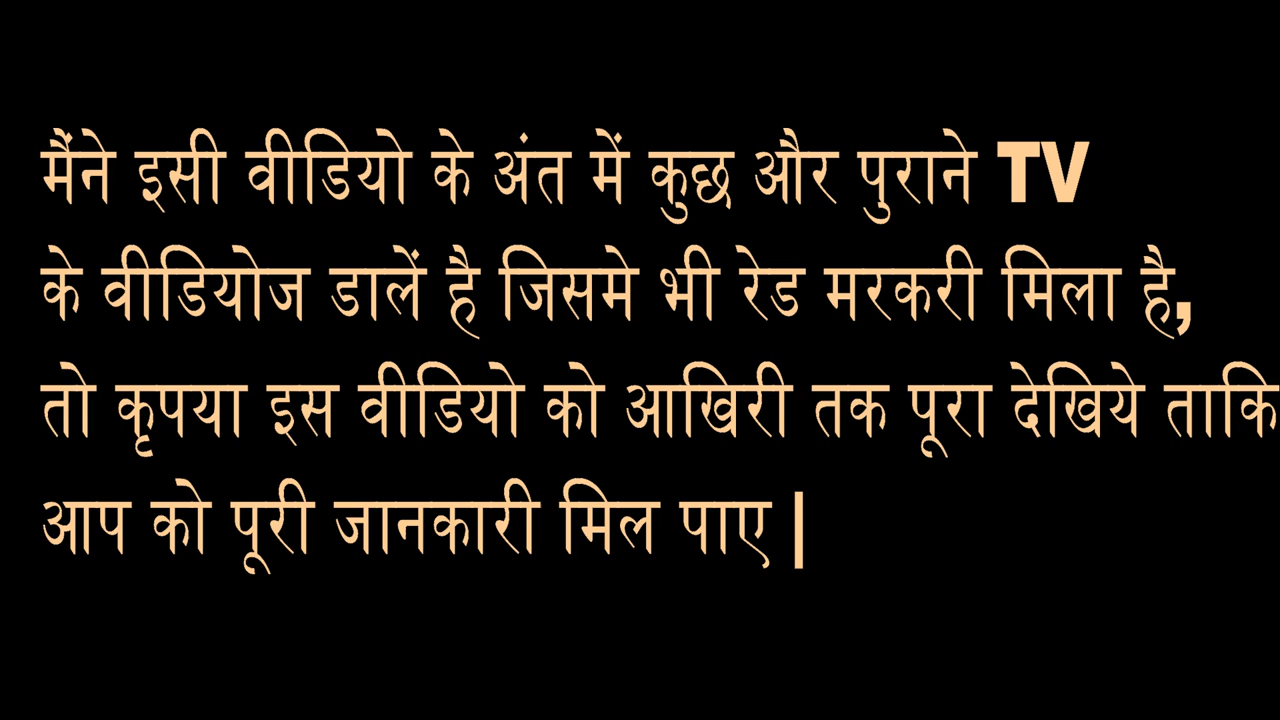 मैंने इसी वीडियो के अंत में कुछ और पुराने TV
के वीडियोज डालें है जिसमे भी रेड मरकरी मिला है,
तो कृपया इस वीडियो को आखिरी तक पूरा देखिये ताकि
आप को पूरी जानकारी मिल पाए |